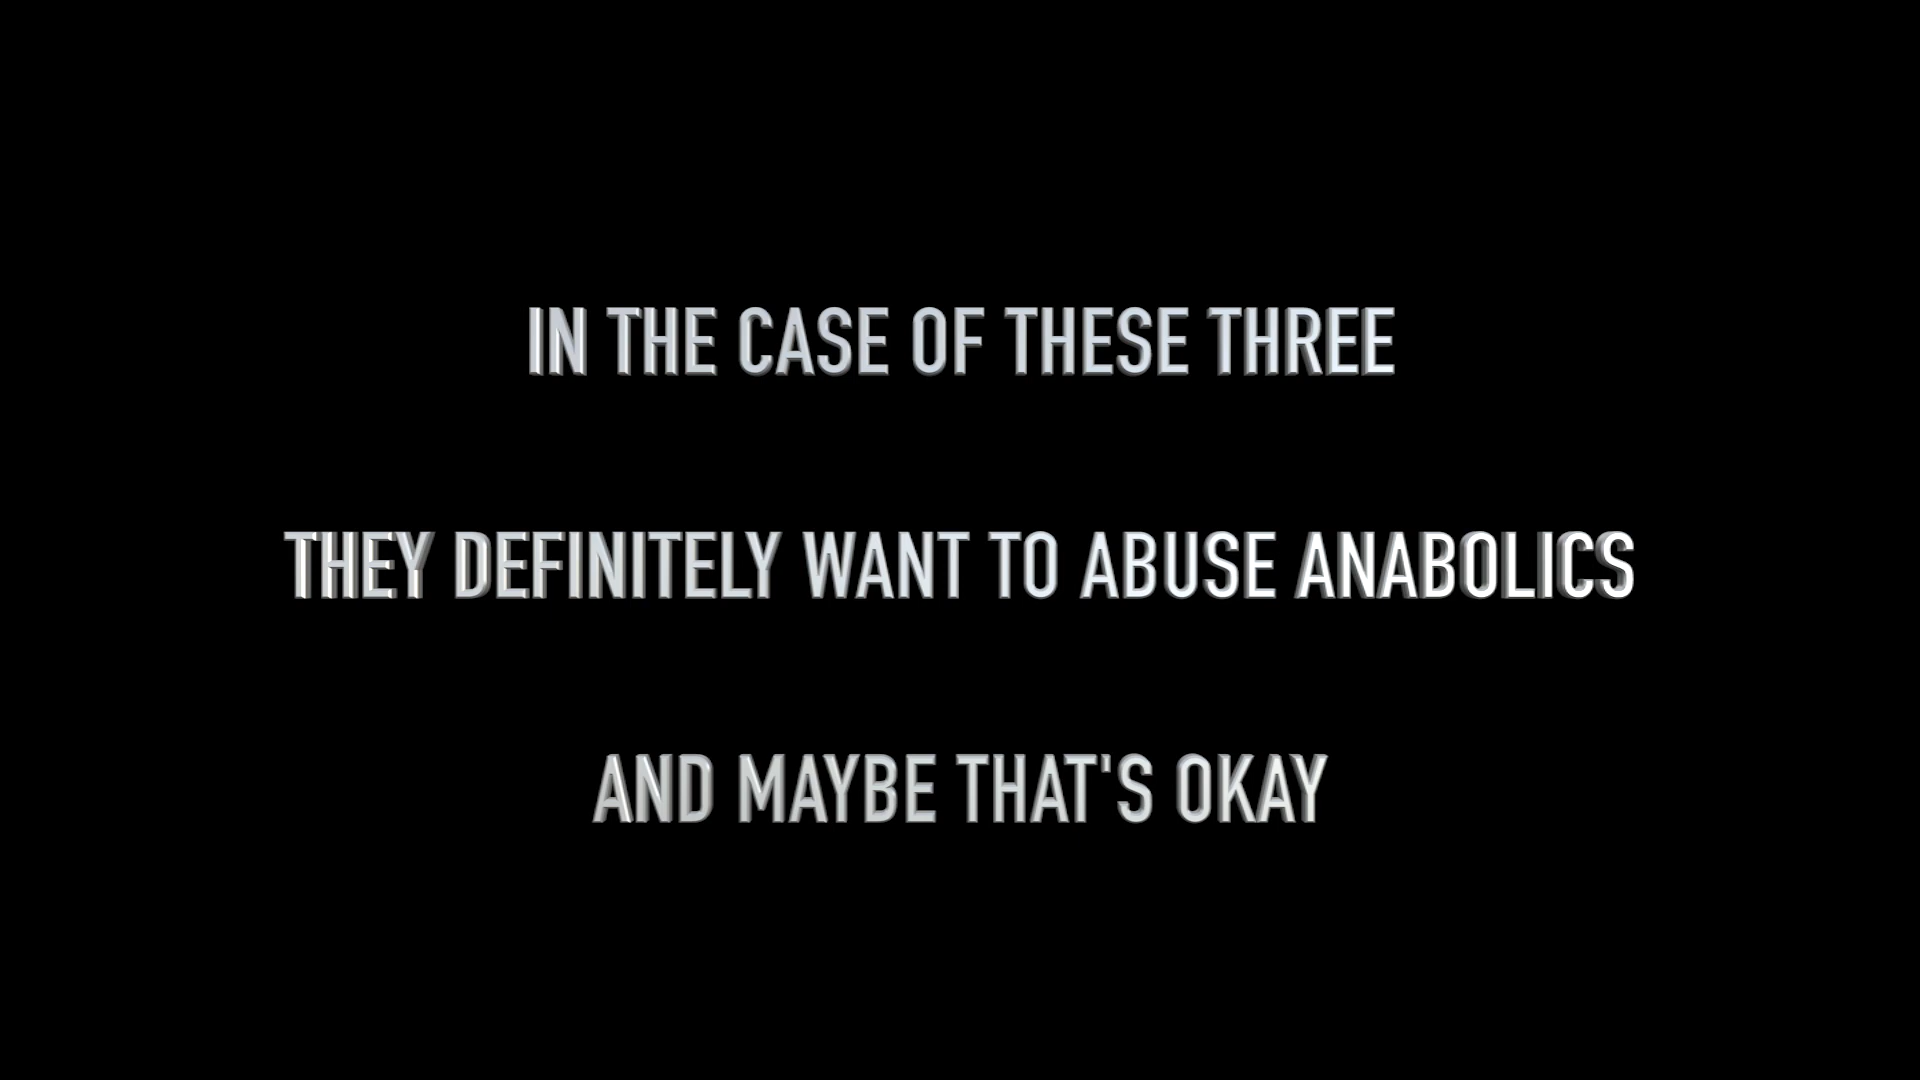 IN THE CASE OF THESE THREE
THEY DEFINITELY WANT TO ABUSE ANABOLICS
AND MAYBE THAT'S OKAY